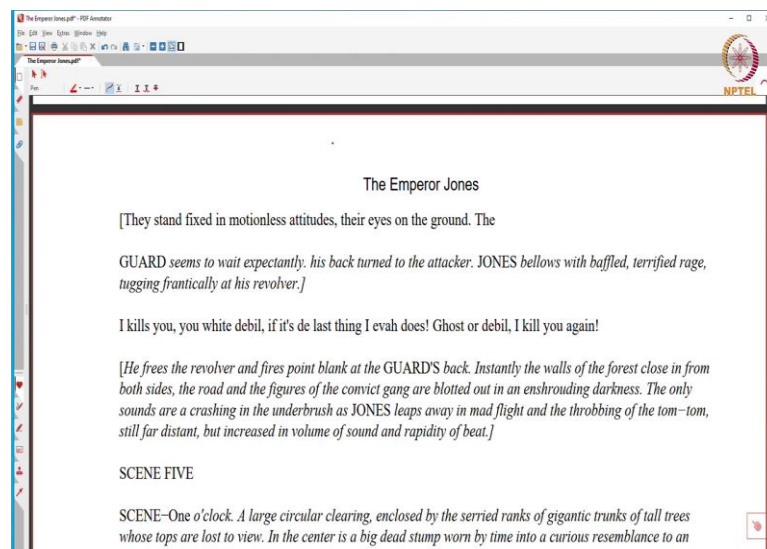 The Emperor Jones.pdf* - PDF Annotator
File Edit View Extras Window Help
The Emperor Jones.pdf*
Pen
NPTEL
The Emperor Jones
[They stand fixed in motionless attitudes, their eyes on the ground. The
GUARD seems to wait expectantly. his back turned to the attacker. JONES bellows with baffled, terrified rage,
tugging frantically at his revolver.]
I kills you, you white debil, if it's de last thing I evah does! Ghost or debil, I kill you again!
[He frees the revolver and fires point blank at the GUARD'S back. Instantly the walls of the forest close in from
both sides, the road and the figures of the convict gang are blotted out in an enshrouding darkness. The only
sounds are a crashing in the underbrush as JONES leaps away in mad flight and the throbbing of the tom−tom,
still far distant, but increased in volume of sound and rapidity of beat.]
SCENE FIVE
SCENE−One o'clock. A large circular clearing, enclosed by the serried ranks of gigantic trunks of tall trees
whose tops are lost to view. In the center is a big dead stump worn by time into a curious resemblance to an